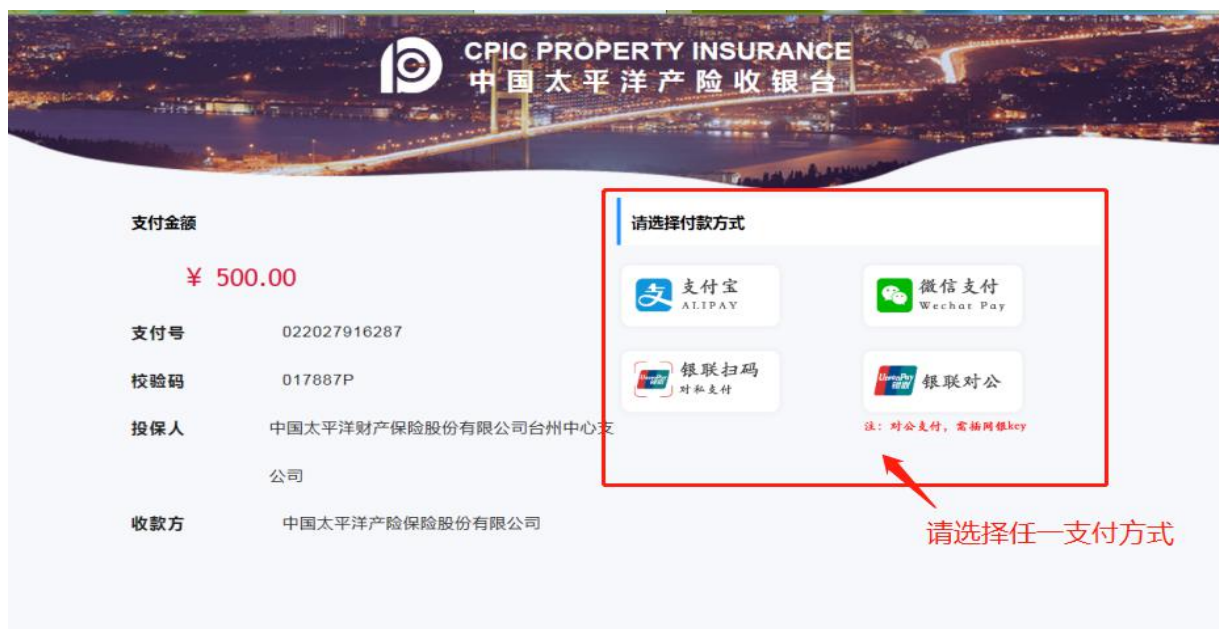 CPIC PROPERTY INSURANCE
中国太平洋产险收银台
支付金额
¥ 500.00
支付号 022027916287
校验码 017887P
投保人 中国太平洋财产保险股份有限公司台州中心支
公司
收款方 中国太平洋产险保险股份有限公司
请选择付款方式
支付宝
ALIPAY
微信支付
Wechat Pay
UnionPay
银联
银联扫码
对私支付
UnionPay
银联
银联对公
注：对公支付，需插网银key
请选择任一支付方式